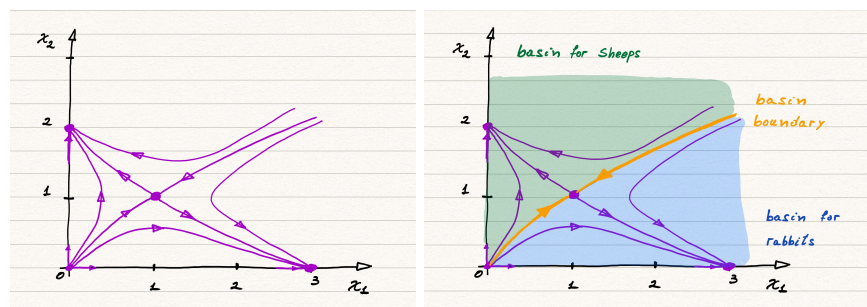 x₂
2
1
0
1
2
3
x₁
x₂
basin for sheeps
basin
boundary
2
1
basin for
rabbits
0
1
2
3
x₁